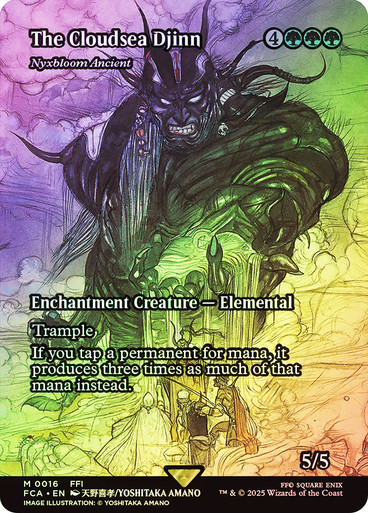 The Cloudsea Djinn 4
Nyxbloom Ancient
Enchantment Creature — Elemental
Trample
If you tap a permanent for mana, it
produces three times as much of that
mana instead.
5/5
M 0016 FFI
FCA • EN 天野喜孝/YOSHITAKA AMANO
IMAGE ILLUSTRATION: © YOSHITAKA AMANO
FF© SQUARE ENIX
™ & © 2025 Wizards of the Coast